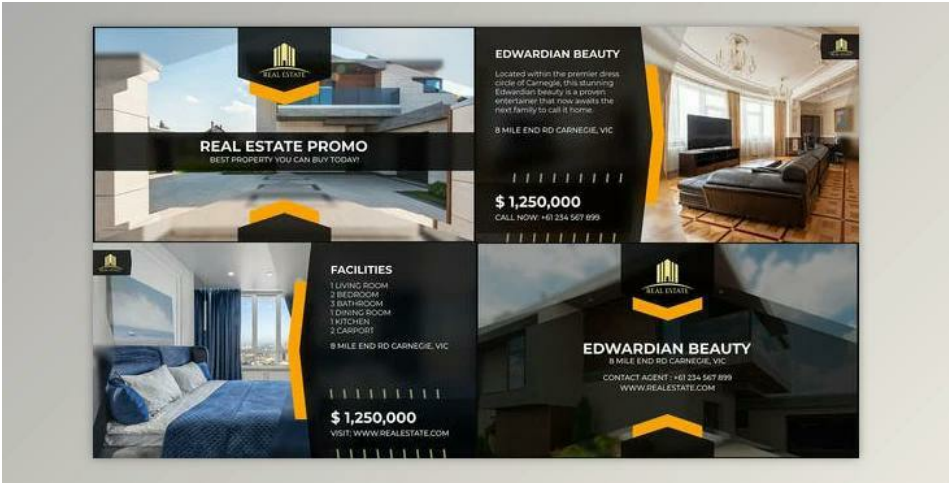 REAL ESTATE
REAL ESTATE PROMO
BEST PROPERTY YOU CAN BUY TODAY!
EDWARDIAN BEAUTY
Located within the premier dress
circle of Carnegie, this stunning
Edwardian beauty is a proven
entertainer that now awaits the
next family to call it home.
8 MILE END RD CARNEGIE, VIC
$ 1,250,000
CALL NOW: +61 234 567 899
FACILITIES
1 LIVING ROOM
2 BEDROOM
3 BATHROOM
1 DINING ROOM
1 KITCHEN
2 CARPORT
8 MILE END RD CARNEGIE, VIC
$ 1,250,000
VISIT: WWW.REALESTATE.COM
REAL ESTATE
EDWARDIAN BEAUTY
8 MILE END RD CARNEGIE, VIC
CONTACT AGENT : +61 234 567 899
WWW.REALESTATE.COM